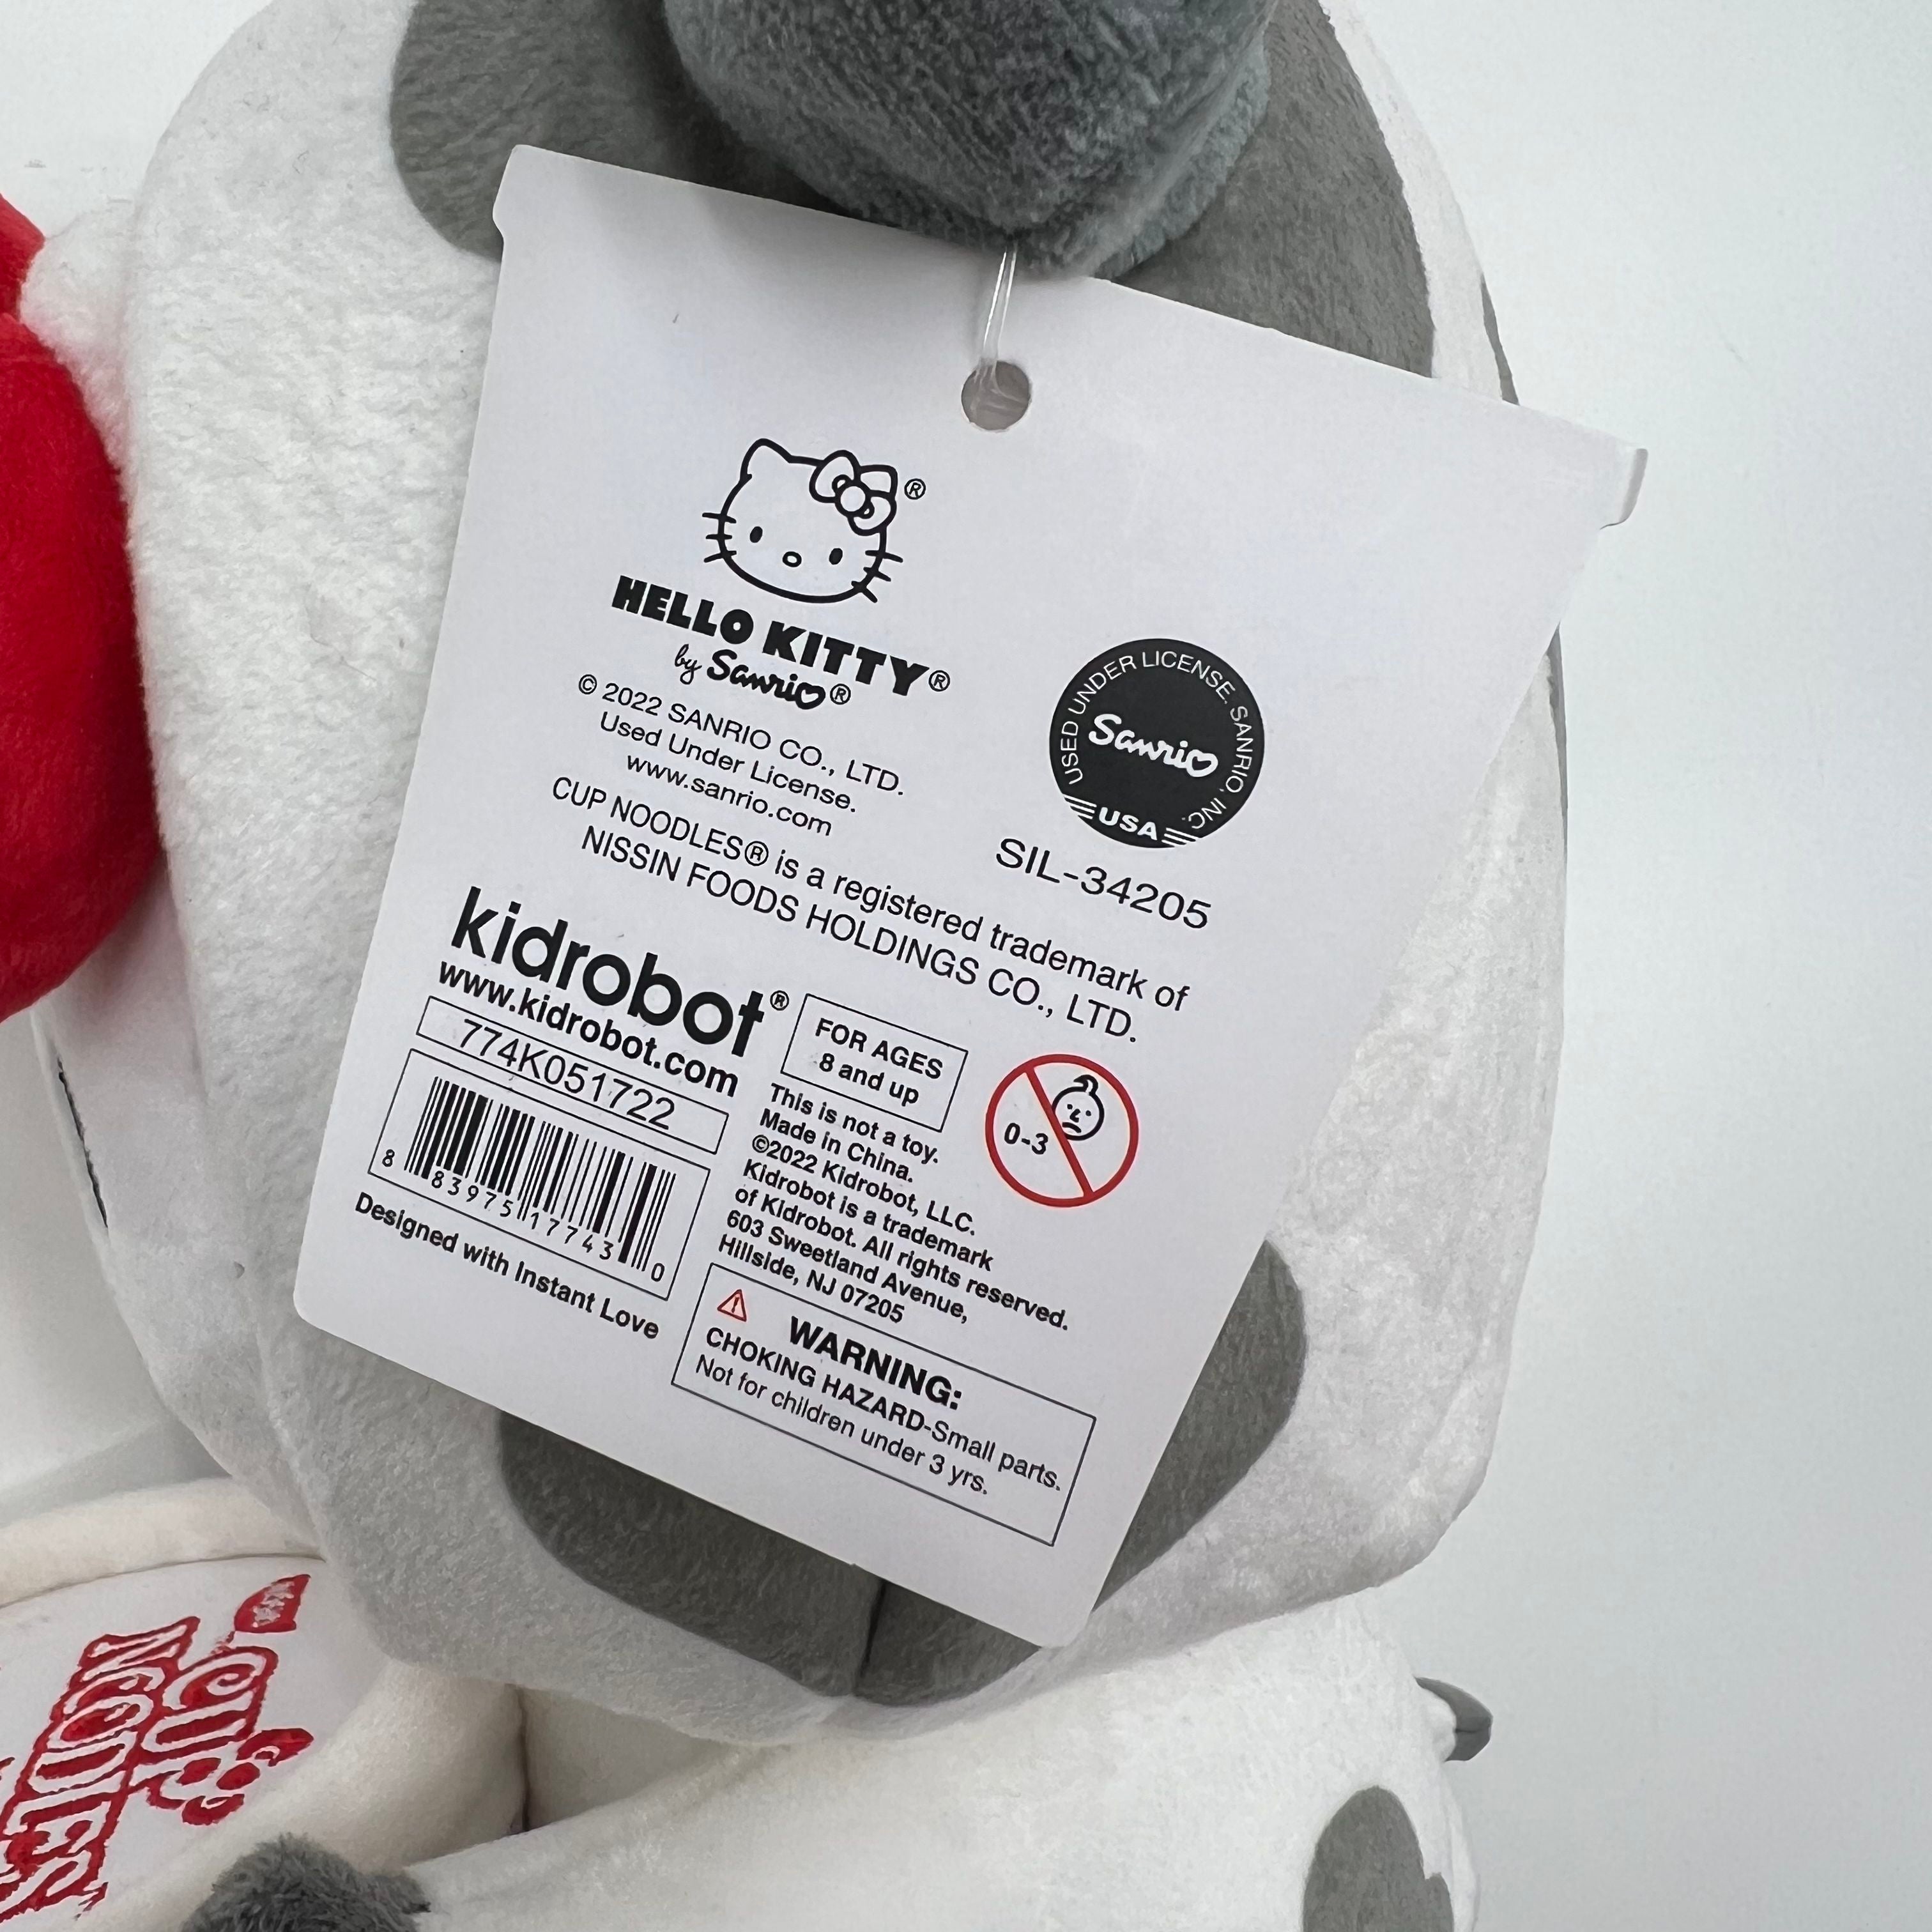 ®
HELLO KITTY®
by Sanrio®
© 2022 SANRIO CO., LTD.
Used Under License.
www.sanrio.com
USED UNDER LICENSE. SANRIO, INC.
Sanrio
USA
SIL-34205
CUP NOODLES® is a registered trademark of
NISSIN FOODS HOLDINGS CO., LTD.
kidrobot®
www.kidrobot.com
774K051722
8 83975 17743 0
Designed with Instant Love
FOR AGES
8 and up
0-3
This is not a toy.
Made in China.
©2022 Kidrobot, LLC.
Kidrobot is a trademark
of Kidrobot. All rights reserved.
603 Sweetland Avenue,
Hillside, NJ 07205
WARNING:
CHOKING HAZARD-Small parts.
Not for children under 3 yrs.
CUP
NOODLES